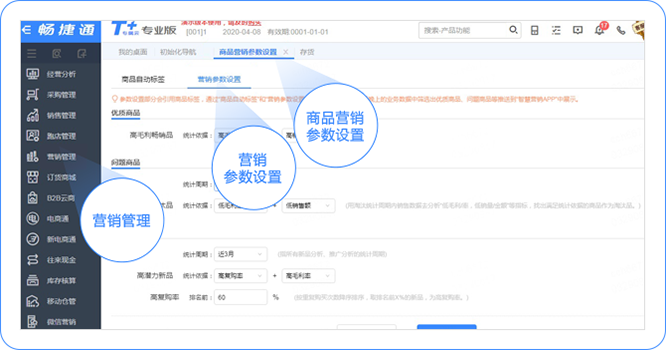 畅捷通
T+
专业版
[001]1 2020-04-06 有效期:0001-01-01
搜索-产品功能
17
我的桌面 初始化导航 商品营销参数设置 × 存货
商品自动标签 营销参数设置
优质商品
高毛利畅销品 统计依据:
问题商品
统计周期:
统计依据: 低毛利 + 低销售额
统计周期: 近3月
高潜力新品 统计依据: 高复购率 + 高毛利率
高复购率 排名前: 60 %
经营分析
采购管理
销售管理
跑店管理
营销管理
订货商城
B2B云商
电商通
新电商通
往来现金
库存核算
移动仓管
微信营销
营销管理
营销
参数设置
商品营销
参数设置